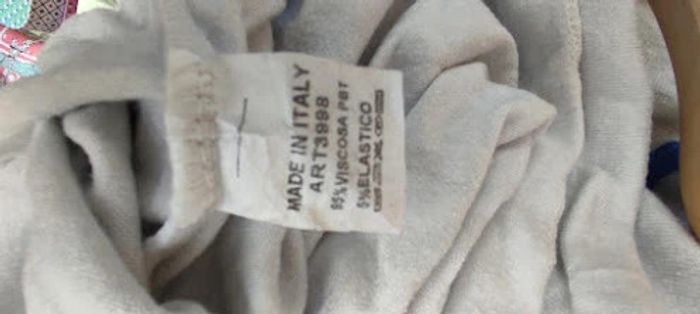 MADE IN ITALY
ART3998
95%VISCOSA PBT
5%ELASTICO